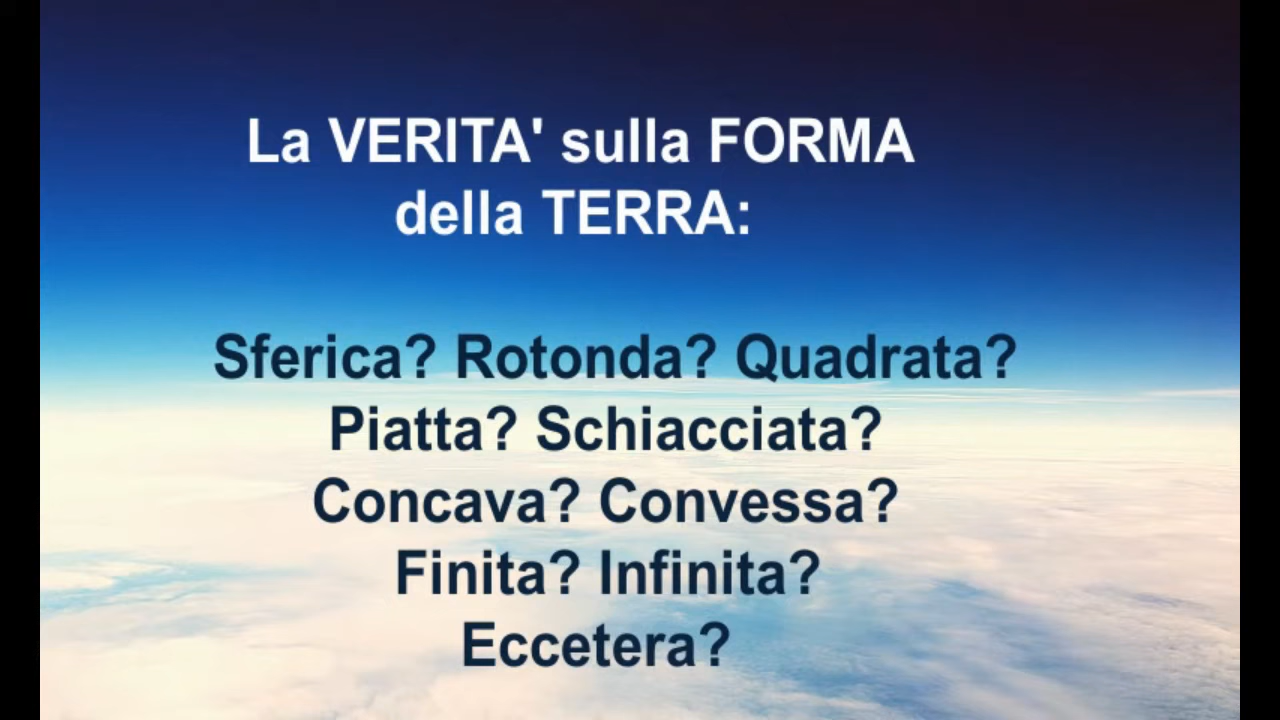 La VERITA' sulla FORMA
della TERRA:
Sferica? Rotonda? Quadrata?
Piatta? Schiacciata?
Concava? Convessa?
Finita? Infinita?
Eccetera?